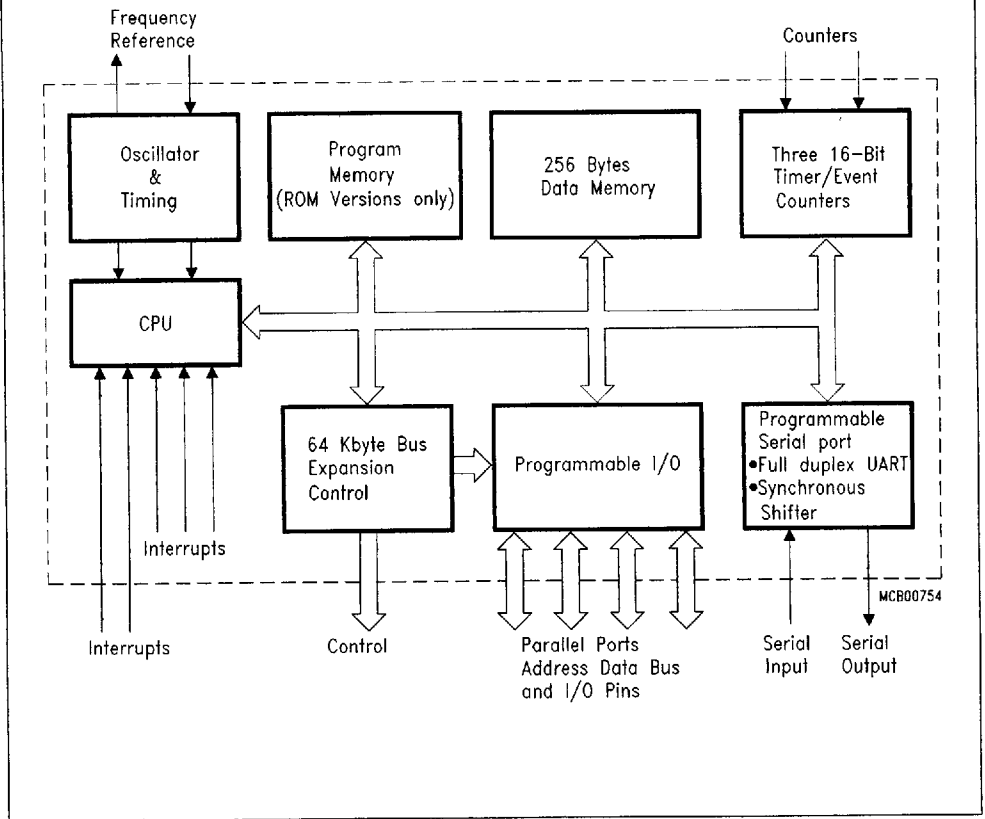 Frequency
Reference
Counters
Oscillator
&
Timing
Program
Memory
(ROM Versions only)
256 Bytes
Data Memory
Three 16-Bit
Timer/Event
Counters
CPU
64 Kbyte Bus
Expansion
Control
Programmable I/O
Programmable
Serial port
•Full duplex UART
•Synchronous
Shifter
Interrupts
MCB00754
Interrupts
Control
Parallel Ports
Address Data Bus
and I/O Pins
Serial
Input
Serial
Output